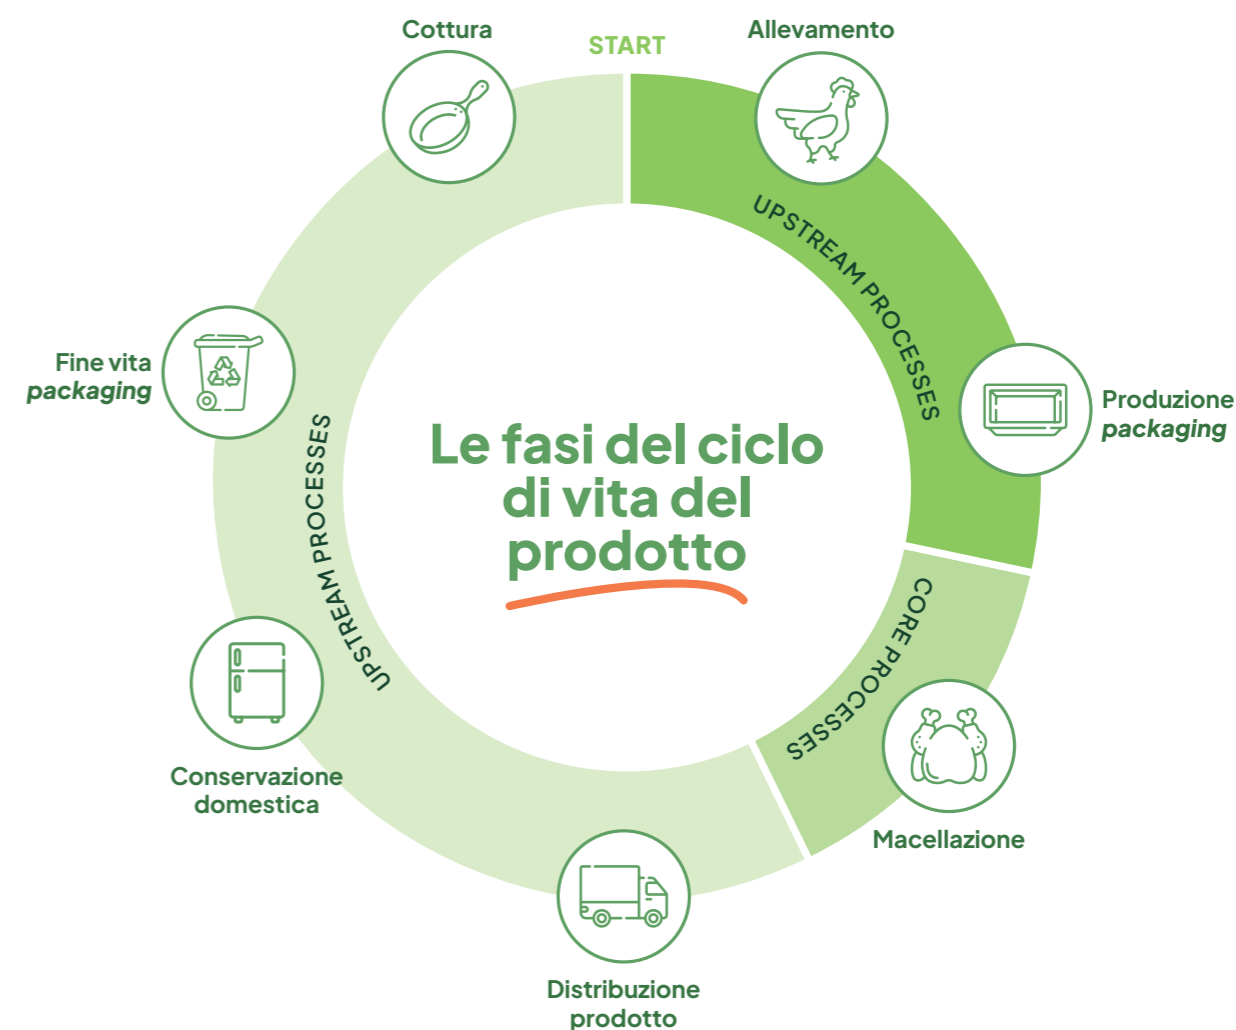 START
Allevamento
UPSTREAM PROCESSES
Produzione
packaging
CORE PROCESSES
Macellazione
Distribuzione
prodotto
Conservazione
domestica
UPSTREAM PROCESSES
Fine vita
packaging
Cottura
Le fasi del ciclo
di vita del
prodotto